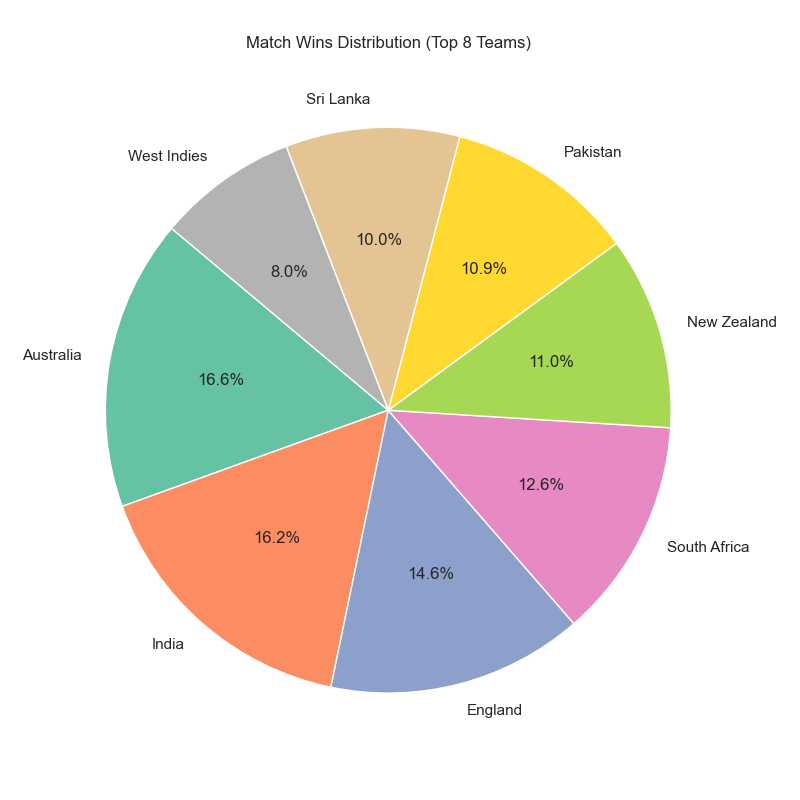 Match Wins Distribution (Top 8 Teams)
Sri Lanka
West Indies
Pakistan
10.0%
10.9%
8.0%
New Zealand
Australia
16.6%
11.0%
12.6%
16.2%
South Africa
14.6%
India
England